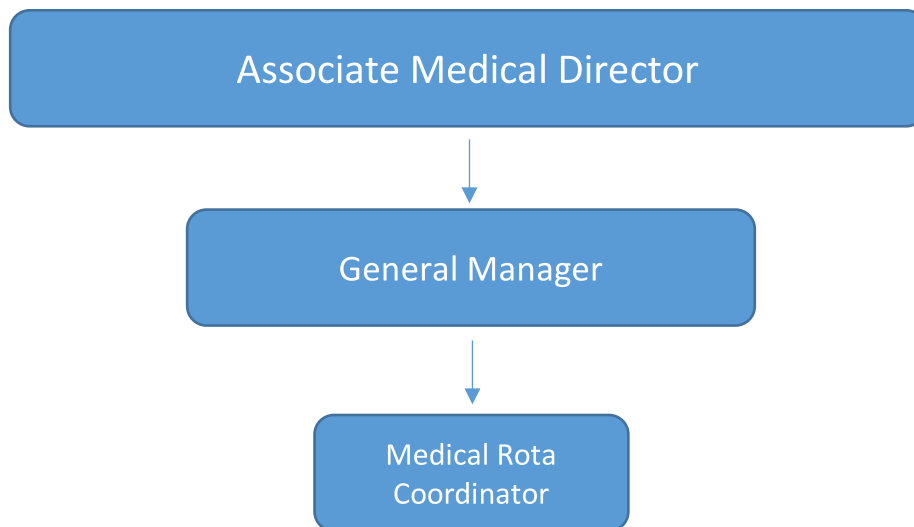 Associate Medical Director
General Manager
Medical Rota
Coordinator